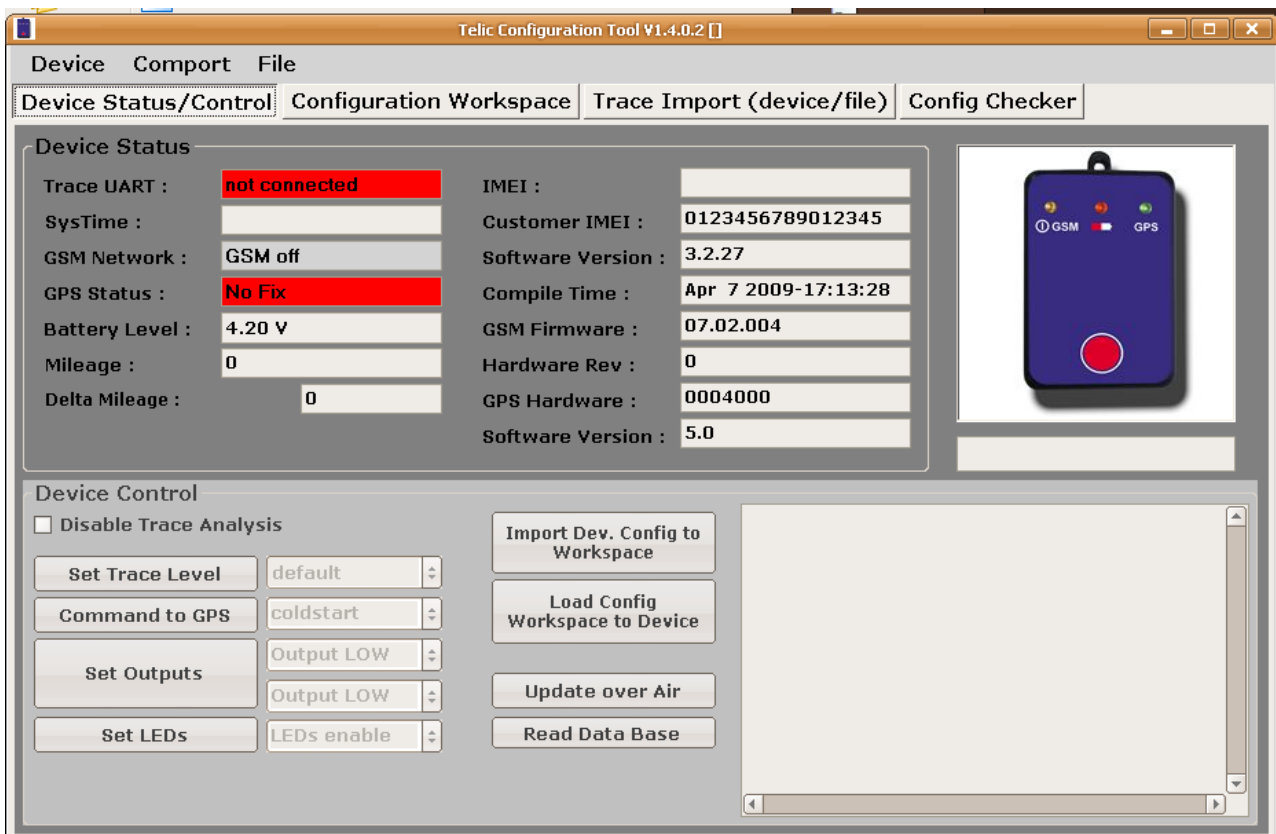 Telic Configuration Tool V1.4.0.2 []
Device Comport File
Device Status/Control Configuration Workspace Trace Import (device/file) Config Checker
Device Status
Trace UART : not connected
SysTime :
GSM Network : GSM off
GPS Status : No Fix
Battery Level : 4.20 V
Mileage : 0
Delta Mileage : 0
IMEI :
Customer IMEI : 0123456789012345
Software Version : 3.2.27
Compile Time : Apr 7 2009-17:13:28
GSM Firmware : 07.02.004
Hardware Rev : 0
GPS Hardware : 0004000
Software Version : 5.0
GSM GPS
Device Control
Disable Trace Analysis
Set Trace Level default
Command to GPS coldstart
Set Outputs Output LOW
Output LOW
Set LEDs LEDs enable
Import Dev. Config to
Workspace
Load Config
Workspace to Device
Update over Air
Read Data Base